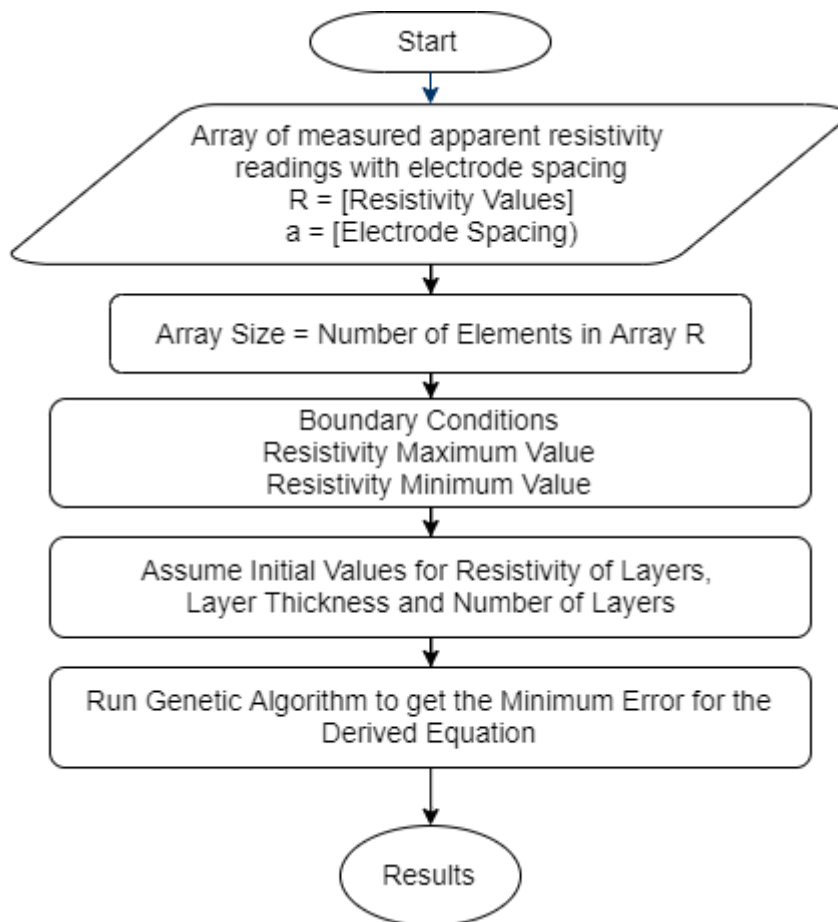 Start
Array of measured apparent resistivity
readings with electrode spacing
R = [Resistivity Values]
a = [Electrode Spacing)
Array Size = Number of Elements in Array R
Boundary Conditions
Resistivity Maximum Value
Resistivity Minimum Value
Assume Initial Values for Resistivity of Layers,
Layer Thickness and Number of Layers
Run Genetic Algorithm to get the Minimum Error for the
Derived Equation
Results